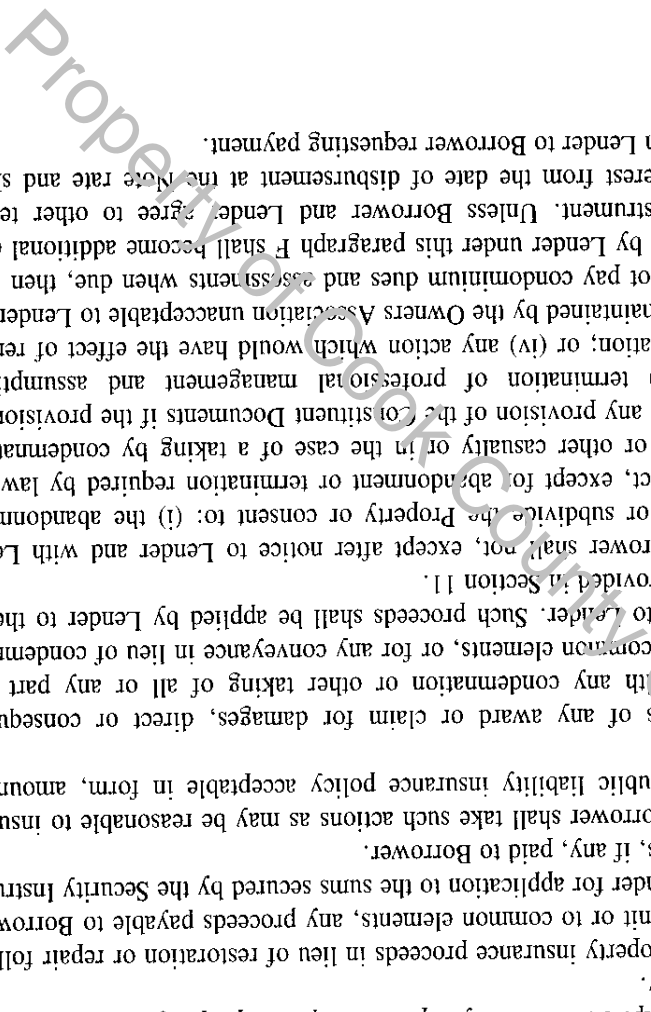 operty insurance proceeds in lieu of restoration or repair foll
nit or to common elements, any proceeds payable to Borrow
nder for application to the sums secured by the Security Instru
s, if any, paid to Borrower.
orrower shall take such actions as may be reasonable to insu
ublic liability insurance policy acceptable in form, amoun
s of any award or claim for damages, direct or consequ
ith any condemnation or other taking of all or any part
common elements, or for any conveyance in lieu of condemn
to Lender. Such proceeds shall be applied by Lender to the
rovided in Section 11.
rrower shall not, except after notice to Lender and with Le
or subdivide the Property or consent to: (i) the abandonm
ct, except for abandonment or termination required by law
or other casualty or in the case of a taking by condemnat
any provision of the Constituent Documents if the provision
termination of professional management and assumpti
ation; or (iv) any action which would have the effect of ren
maintained by the Owners Association unacceptable to Lender
ot pay condominium dues and assessments when due, then
by Lender under this paragraph F shall become additional
strument. Unless Borrower and Lender agree to other te
erest from the date of disbursement at the Note rate and s
Lender to Borrower requesting payment.
Property of Cook County